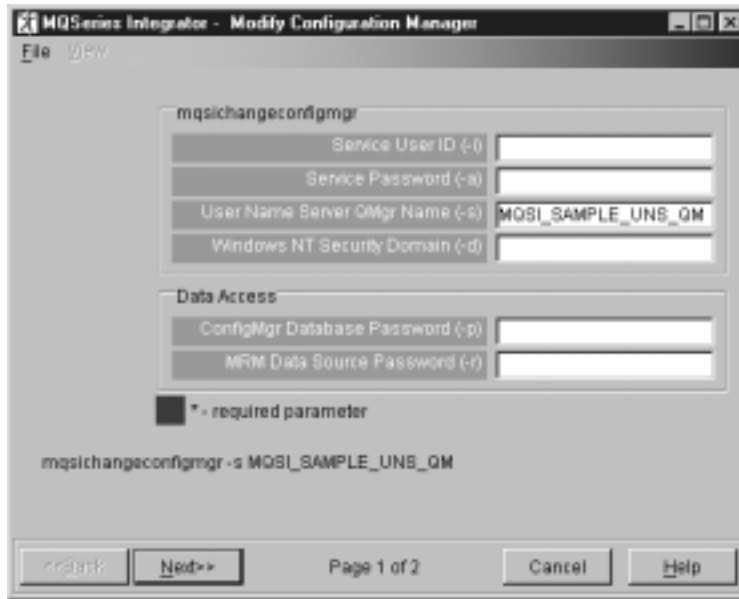 MQSeries Integrator - Modify Configuration Manager
File View
mqsichangeconfigmgr
Service User ID (-i)
Service Password (-a)
User Name Server QMgr Name (-s) MQSI_SAMPLE_UNS_QM
Windows NT Security Domain (-d)
Data Access
ConfigMgr Database Password (-p)
MRM Data Source Password (-r)
* - required parameter
mqsichangeconfigmgr -s MQSI_SAMPLE_UNS_QM
<<Back Next>> Page 1 of 2 Cancel Help